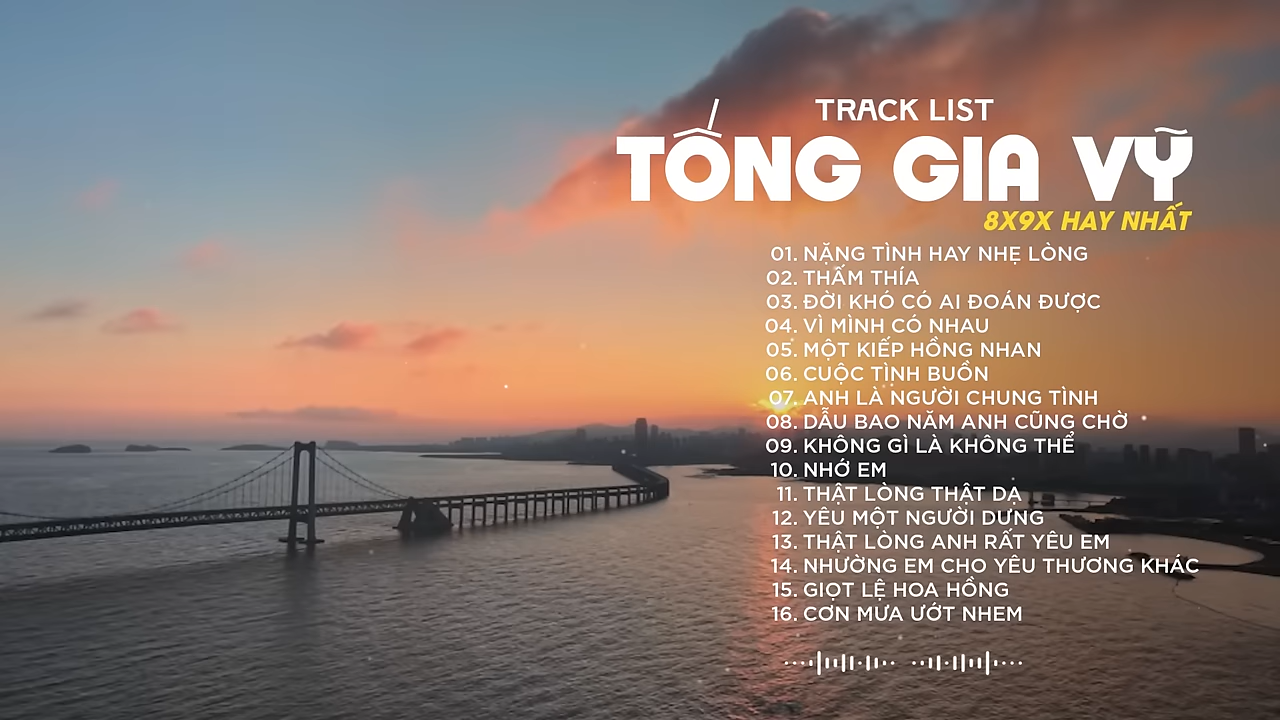 TRACK LIST
TỐNG GIA VỸ
8X9X HAY NHẤT
01. NẶNG TÌNH HAY NHẸ LÒNG
02. THẤM THÍA
03. ĐỜI KHÓ CÓ AI ĐOÁN ĐƯỢC
04. VÌ MÌNH CÓ NHAU
05. MỘT KIẾP HỒNG NHAN
06. CUỘC TÌNH BUỒN
07. ANH LÀ NGƯỜI CHUNG TÌNH
08. DẪU BAO NĂM ANH CŨNG CHỜ
09. KHÔNG GÌ LÀ KHÔNG THỂ
10. NHỚ EM
11. THẬT LÒNG THẬT DẠ
12. YÊU MỘT NGƯỜI DƯNG
13. THẬT LÒNG ANH RẤT YÊU EM
14. NHƯỜNG EM CHO YÊU THƯƠNG KHÁC
15. GIỌT LỆ HOA HỒNG
16. CƠN MƯA ƯỚT NHEM